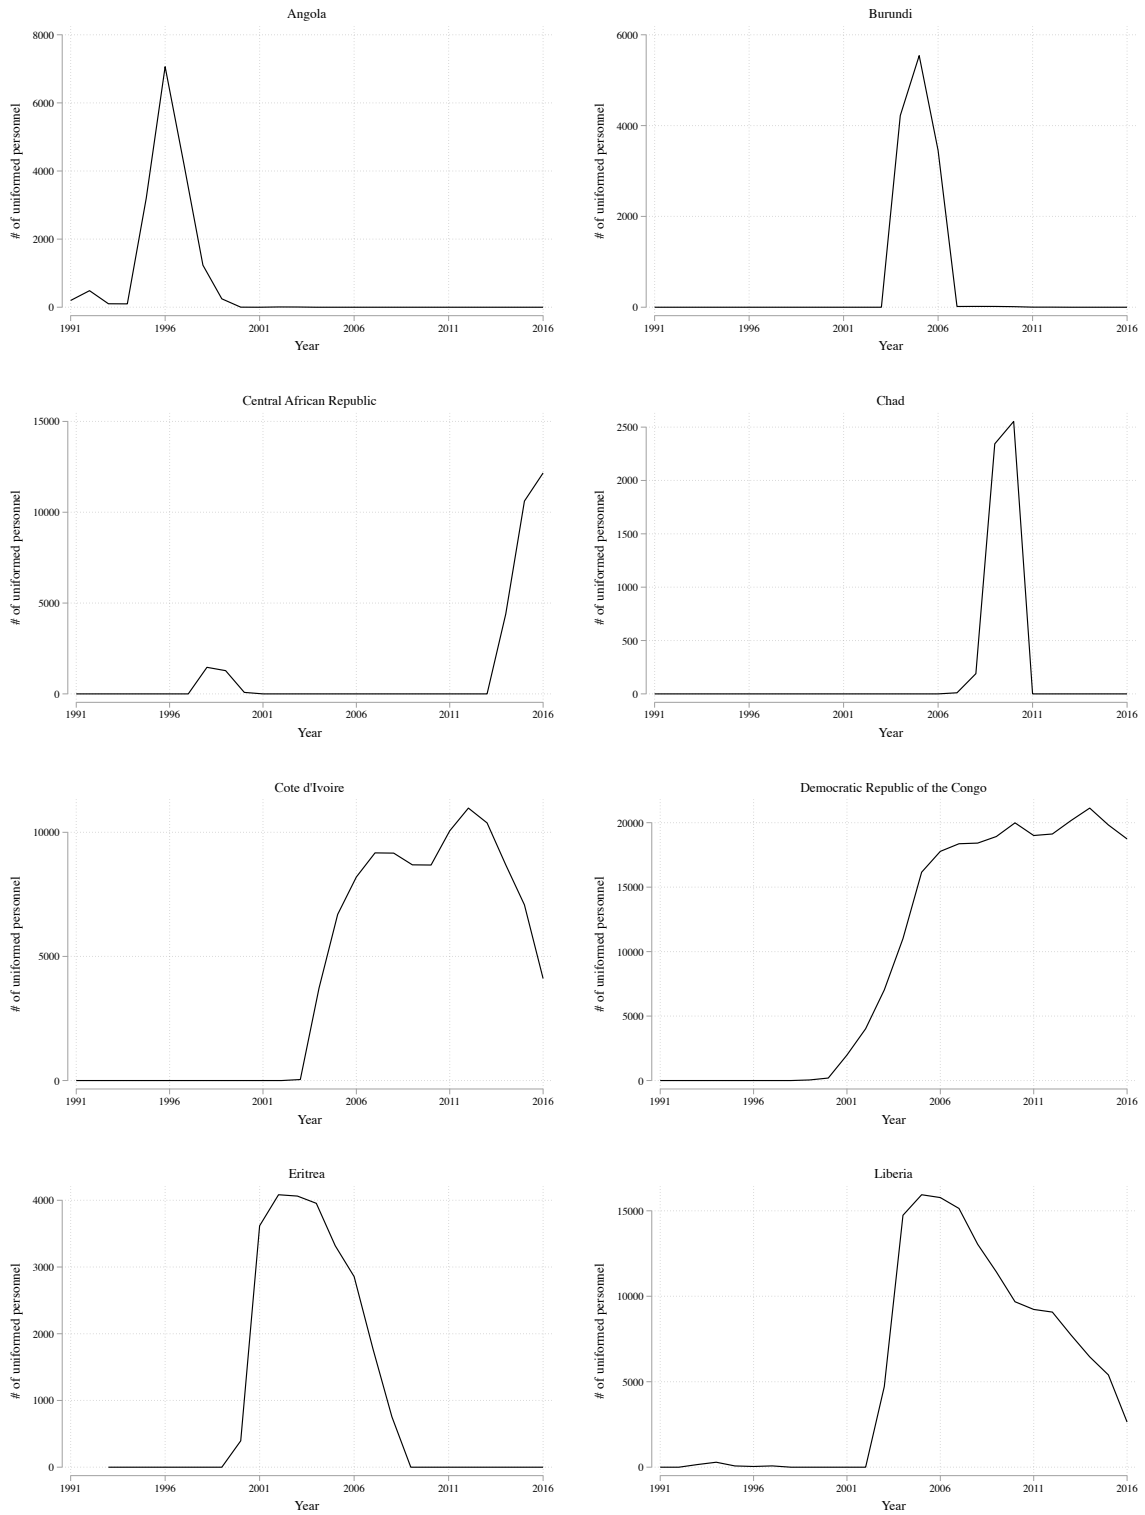 Angola
# of uniformed personnel
8000
6000
4000
2000
0
1991 1996 2001 2006 2011 2016
Year
Burundi
# of uniformed personnel
6000
4000
2000
0
1991 1996 2001 2006 2011 2016
Year
Central African Republic
# of uniformed personnel
15000
10000
5000
0
1991 1996 2001 2006 2011 2016
Year
Chad
# of uniformed personnel
2500
2000
1500
1000
500
0
1991 1996 2001 2006 2011 2016
Year
Cote d'Ivoire
# of uniformed personnel
10000
5000
0
1991 1996 2001 2006 2011 2016
Year
Democratic Republic of the Congo
# of uniformed personnel
20000
15000
10000
5000
0
1991 1996 2001 2006 2011 2016
Year
Eritrea
# of uniformed personnel
4000
3000
2000
1000
0
1991 1996 2001 2006 2011 2016
Year
Liberia
# of uniformed personnel
15000
10000
5000
0
1991 1996 2001 2006 2011 2016
Year